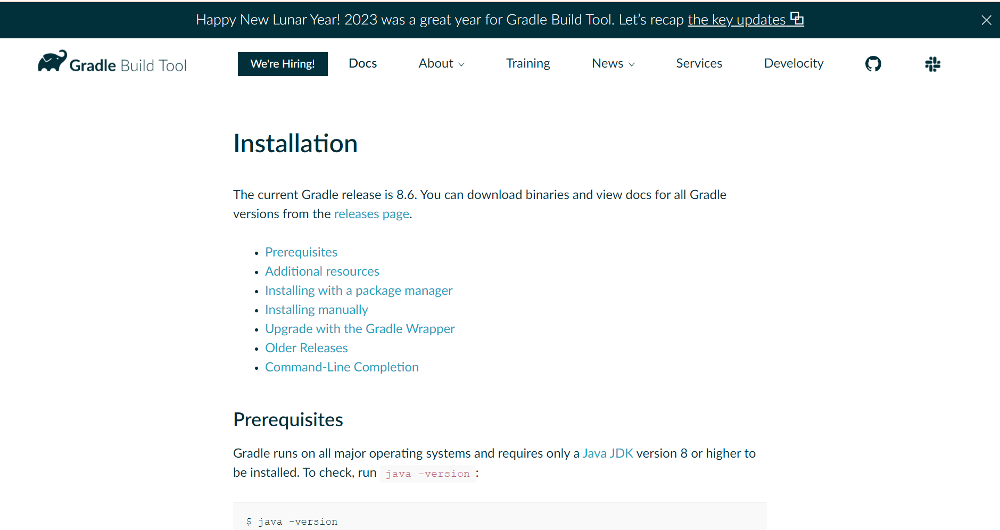 Happy New Lunar Year! 2023 was a great year for Gradle Build Tool. Let’s recap the key updates
Gradle Build Tool
We're Hiring!
Docs
About
Training
News
Services
Develocity
Installation
The current Gradle release is 8.6. You can download binaries and view docs for all Gradle
versions from the releases page.
• Prerequisites
• Additional resources
• Installing with a package manager
• Installing manually
• Upgrade with the Gradle Wrapper
• Older Releases
• Command-Line Completion
Prerequisites
Gradle runs on all major operating systems and requires only a Java JDK version 8 or higher to
be installed. To check, run java -version :
$ java -version